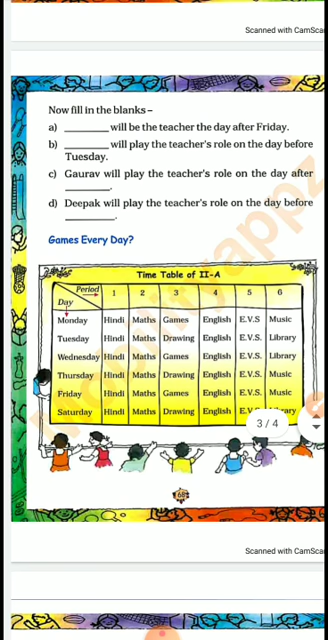 Scanned with CamSca
Now fill in the blanks –
a) ________ will be the teacher the day after Friday.
b) ________ will play the teacher's role on the day before
Tuesday.
c) Gaurav will play the teacher's role on the day after
________.
d) Deepak will play the teacher's role on the day before
________.
Games Every Day?
Time Table of II-A
Period 1 2 3 4 5 6
Day
Monday Hindi Maths Games English E.V.S Music
Tuesday Hindi Maths Drawing English E.V.S. Library
Wednesday Hindi Maths Games English E.V.S. Library
Thursday Hindi Maths Drawing English E.V.S. Music
Friday Hindi Maths Games English E.V.S. Music
Saturday Hindi Maths Drawing English E.V rary
3 / 4
68
Scanned with CamSca